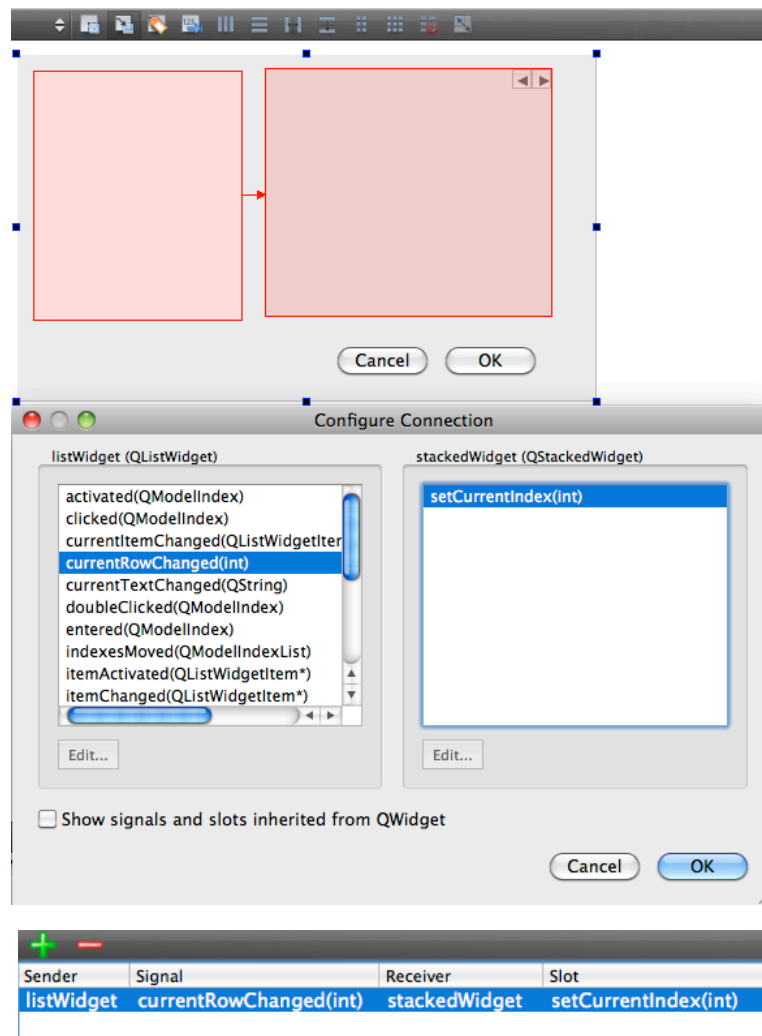 Cancel
OK
Configure Connection
listWidget (QListWidget)
stackedWidget (QStackedWidget)
activated(QModelIndex)
clicked(QModelIndex)
currentItemChanged(QListWidgetIter
currentRowChanged(int)
currentTextChanged(QString)
doubleClicked(QModelIndex)
entered(QModelIndex)
indexesMoved(QModelIndexList)
itemActivated(QListWidgetItem*)
itemChanged(QListWidgetItem*)
Edit...
setCurrentIndex(int)
Edit...
Show signals and slots inherited from QWidget
Cancel
OK
Sender Signal Receiver Slot
listWidget currentRowChanged(int) stackedWidget setCurrentIndex(int)